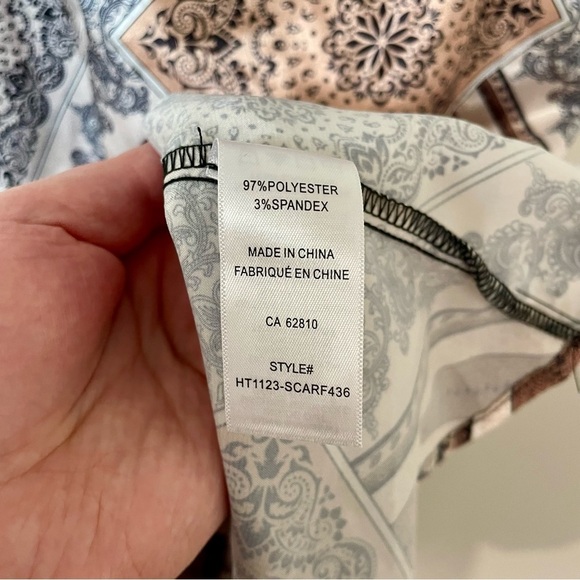 97%POLYESTER
3%SPANDEX
MADE IN CHINA
FABRIQUÉ EN CHINE
CA 62810
STYLE#
HT1123-SCARF436